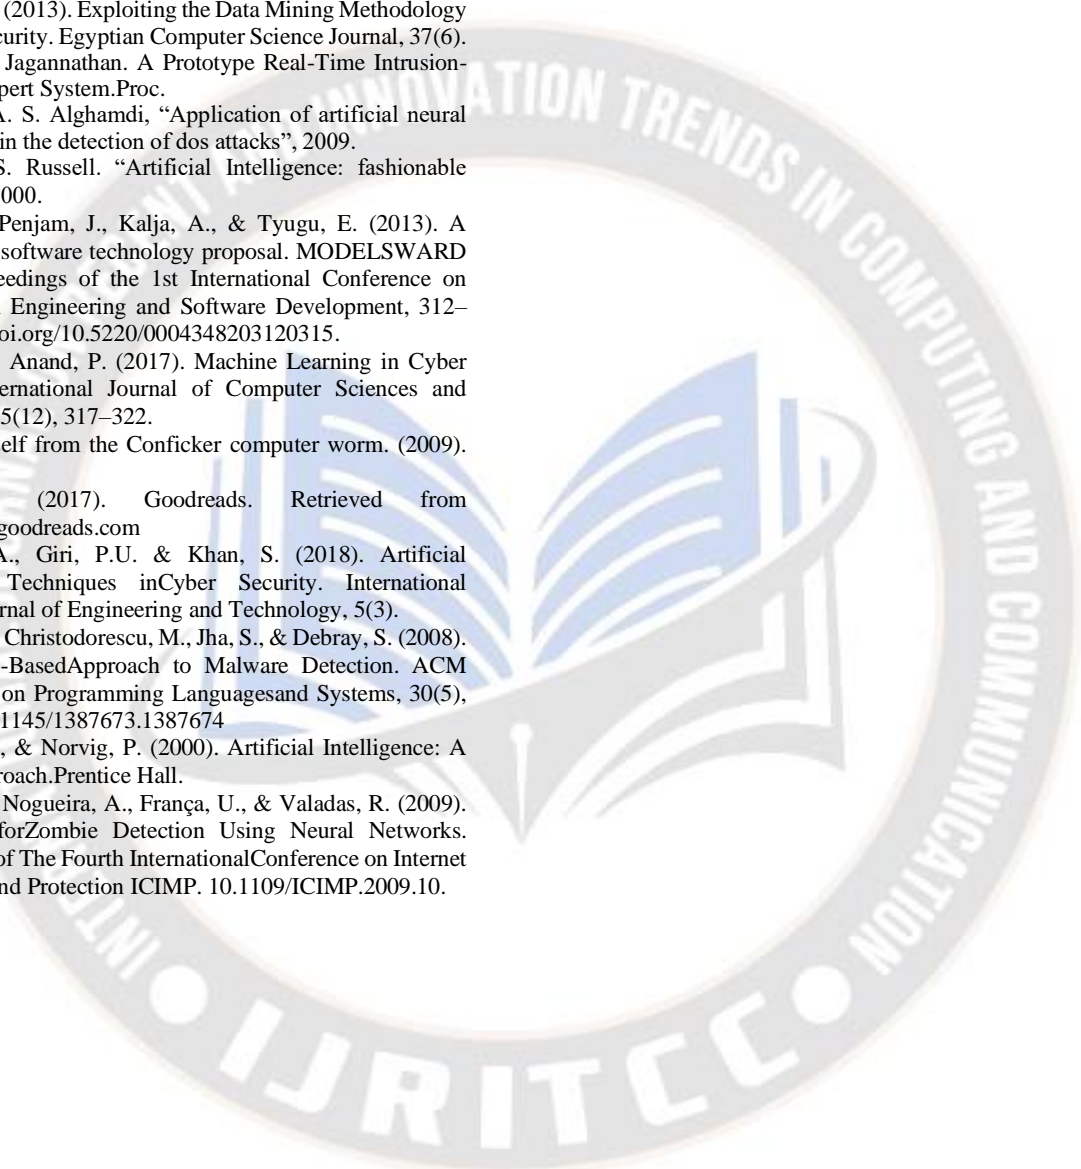 (2013). Exploiting the Data Mining Methodology
curity. Egyptian Computer Science Journal, 37(6).
Jagannathan. A Prototype Real-Time Intrusion-
pert System.Proc.
A. S. Alghamdi, “Application of artificial neural
in the detection of dos attacks”, 2009.
S. Russell. “Artificial Intelligence: fashionable
000.
Penjam, J., Kalja, A., & Tyugu, E. (2013). A
software technology proposal. MODELSWARD
eedings of the 1st International Conference on
Engineering and Software Development, 312–
oi.org/10.5220/0004348203120315.
Anand, P. (2017). Machine Learning in Cyber
ernational Journal of Computer Sciences and
5(12), 317–322.
self from the Conficker computer worm. (2009).
(2017). Goodreads. Retrieved from
goodreads.com
A., Giri, P.U. & Khan, S. (2018). Artificial
Techniques inCyber Security. International
rnal of Engineering and Technology, 5(3).
Christodorescu, M., Jha, S., & Debray, S. (2008).
-BasedApproach to Malware Detection. ACM
on Programming Languagesand Systems, 30(5),
1145/1387673.1387674
, & Norvig, P. (2000). Artificial Intelligence: A
roach.Prentice Hall.
Nogueira, A., França, U., & Valadas, R. (2009).
forZombie Detection Using Neural Networks.
of The Fourth InternationalConference on Internet
nd Protection ICIMP. 10.1109/ICIMP.2009.10.
INNOVATION TRENDS IN COMPUTING AND COMMUNICATION
IJRITCC